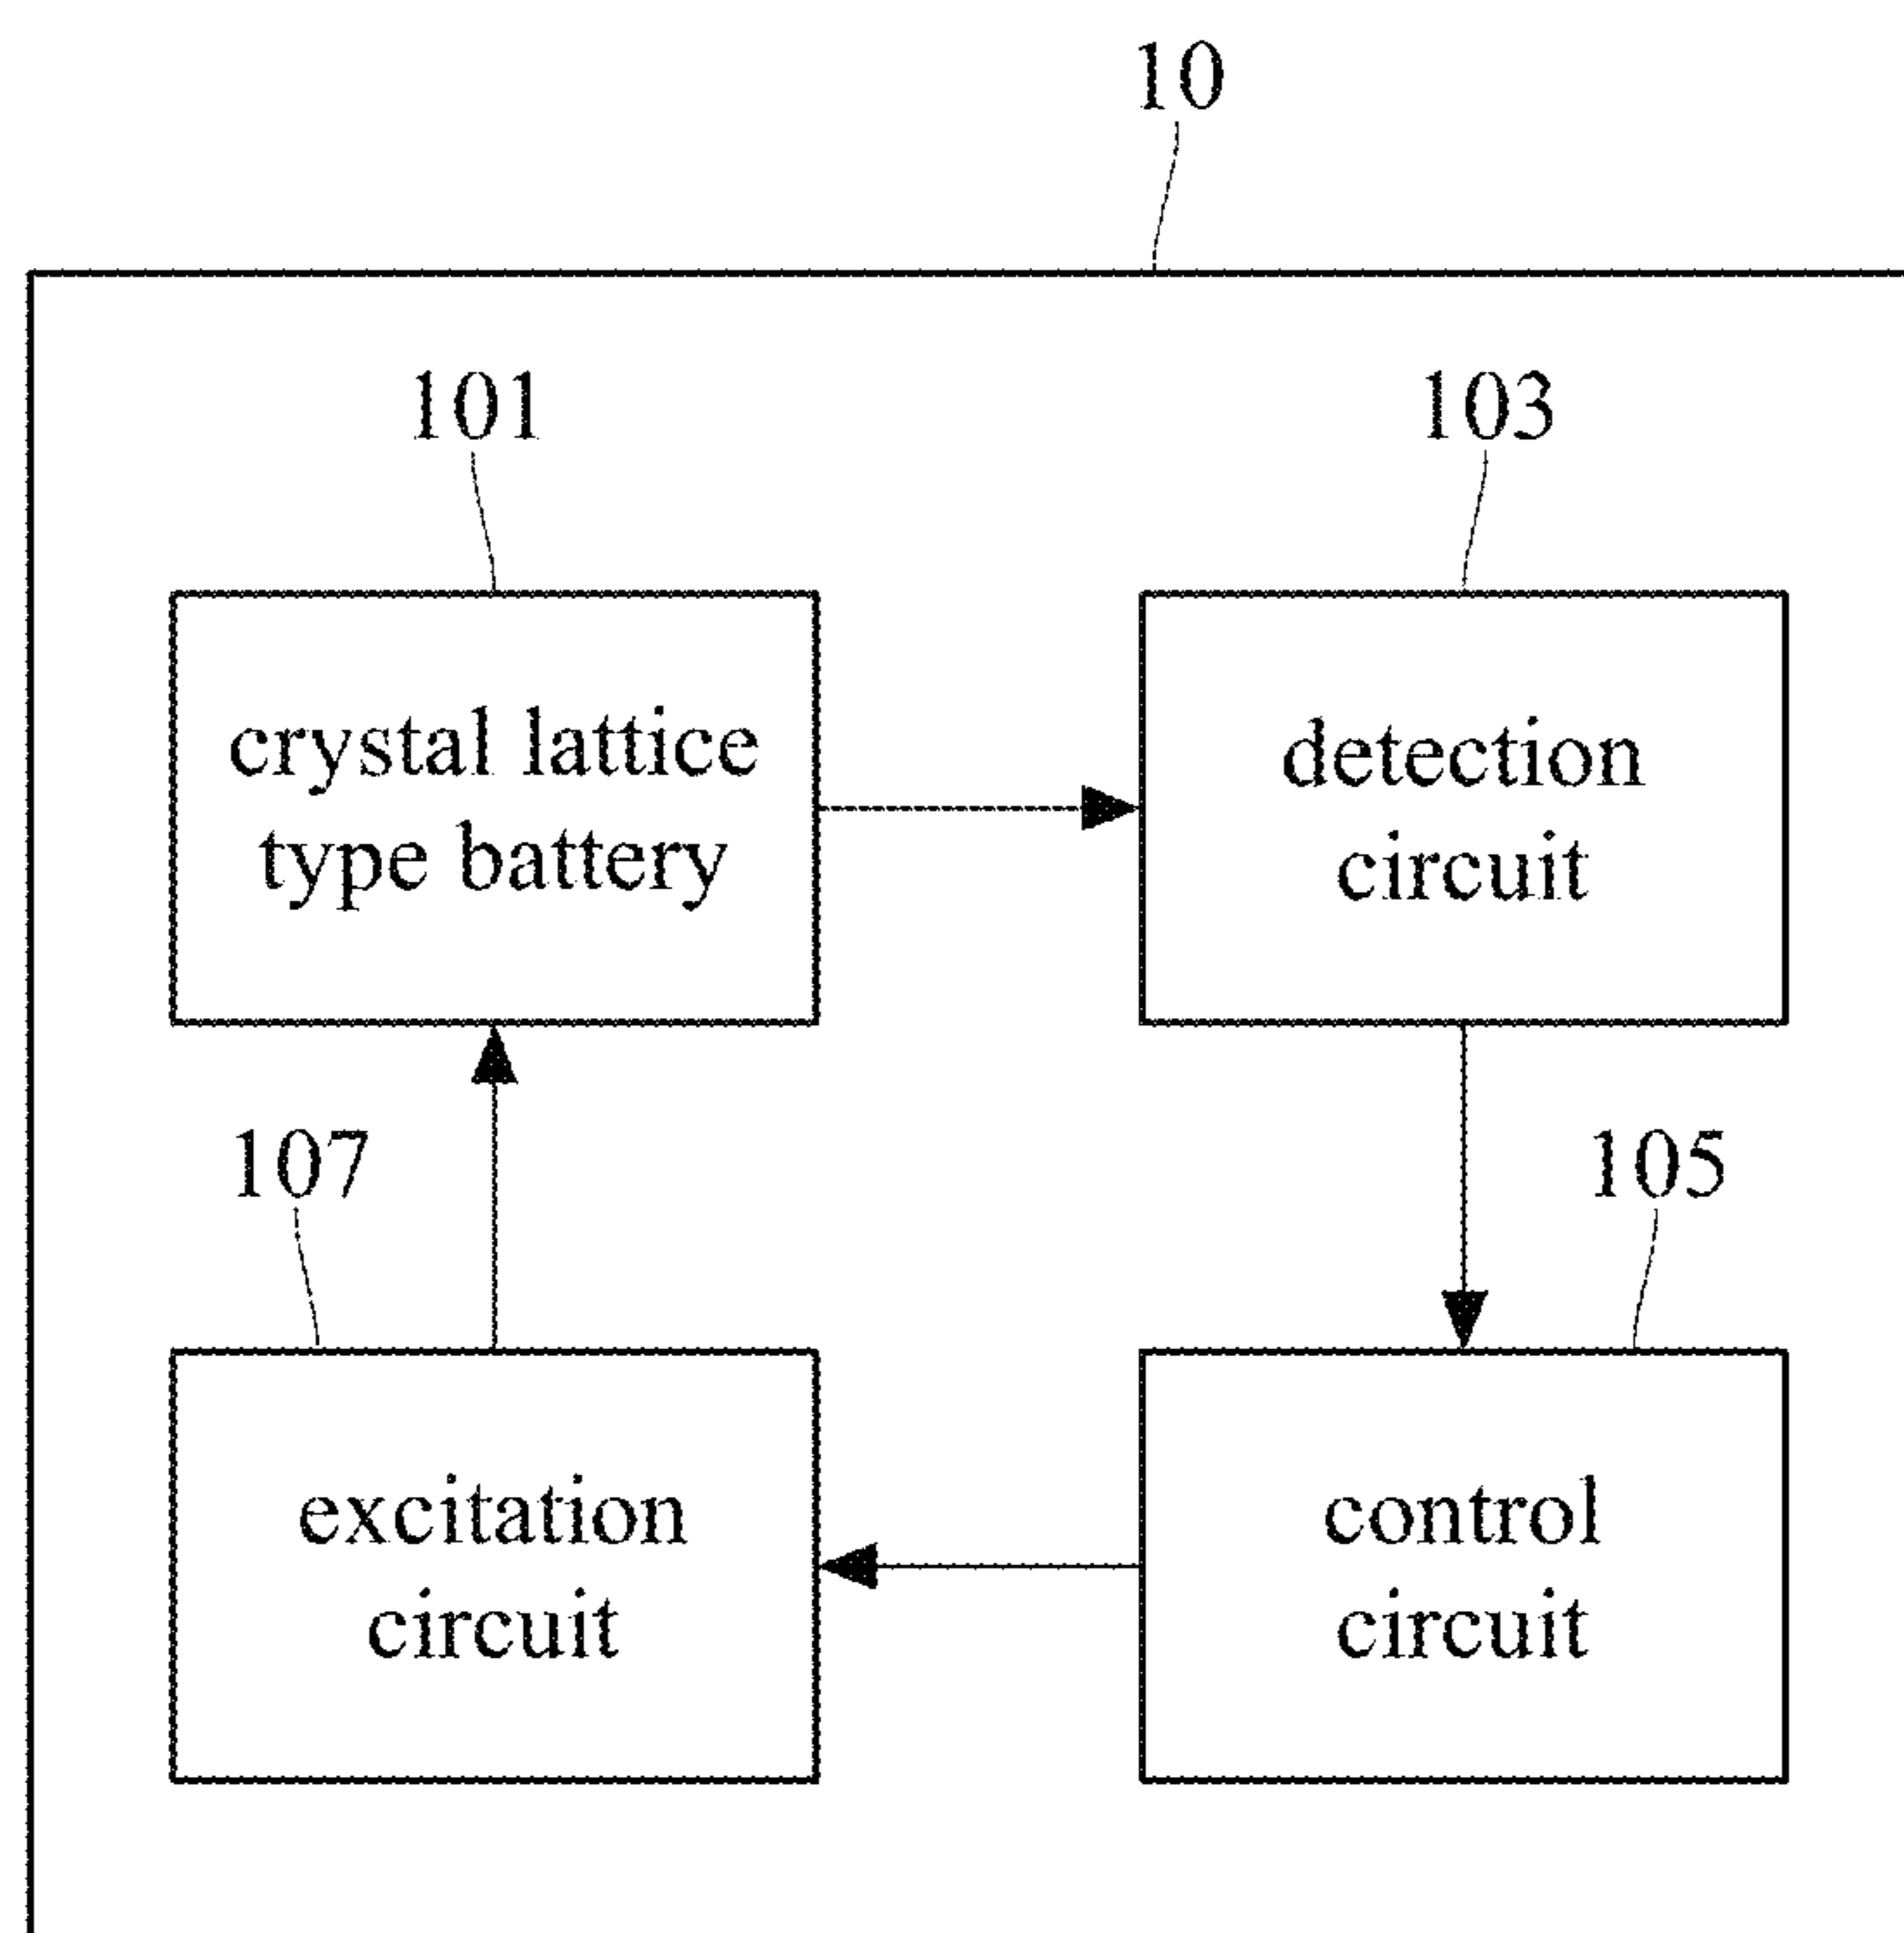 10
101
103
crystal lattice
type battery
detection
circuit
107
105
excitation
circuit
control
circuit